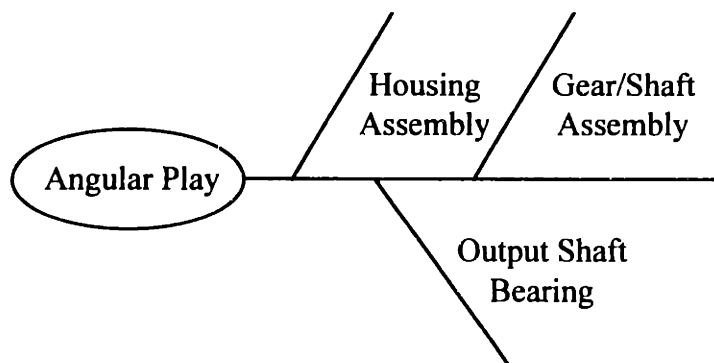 Housing
Assembly
Gear/Shaft
Assembly
Angular Play
Output Shaft
Bearing